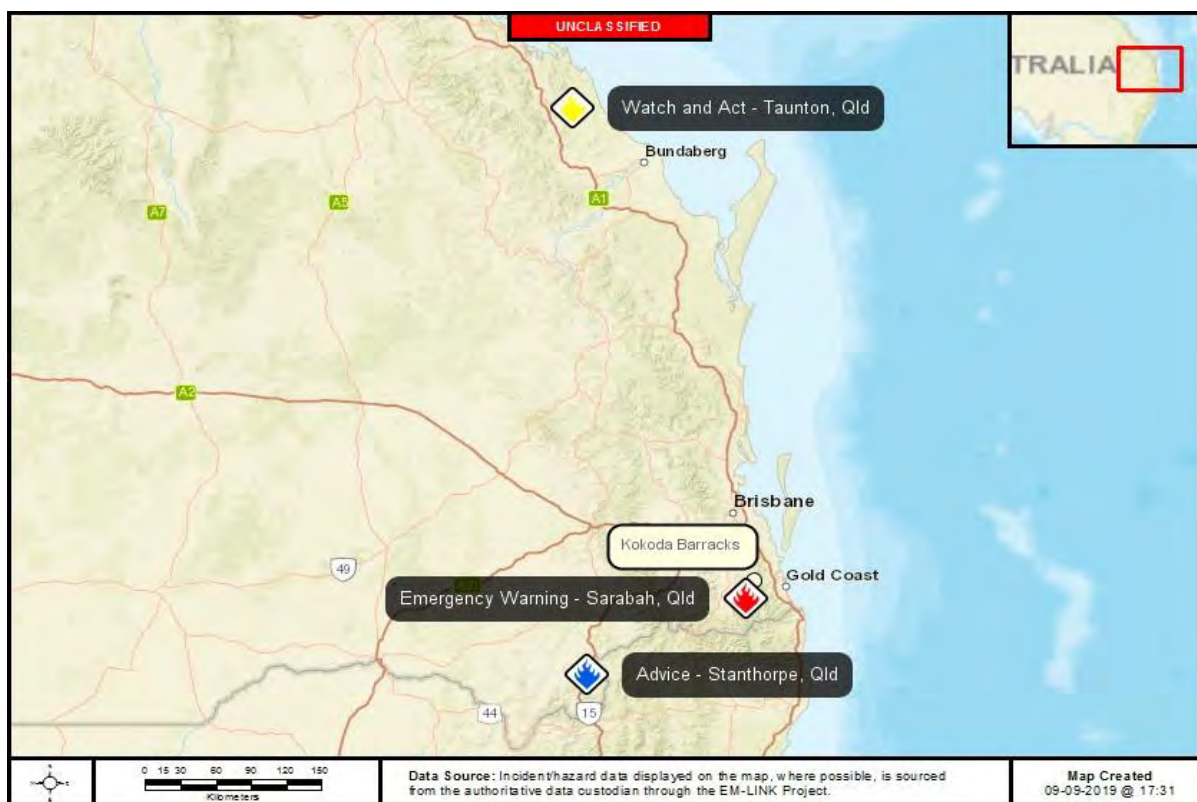 UNCLASSIFIED
TRALIA
Watch and Act - Taunton, Qld
Bundaberg
A7
A5
A1
A2
Brisbane
Kokoda Barracks
49
Gold Coast
Emergency Warning - Sarabah, Qld
Advice - Stanthorpe, Qld
44
15
0 15 30 60 90 120 150
Kilometers
Data Source: Incident/hazard data displayed on the map, where possible, is sourced
from the authoritative data custodian through the EM-LINK Project.
Map Created
09-09-2019 @ 17:31